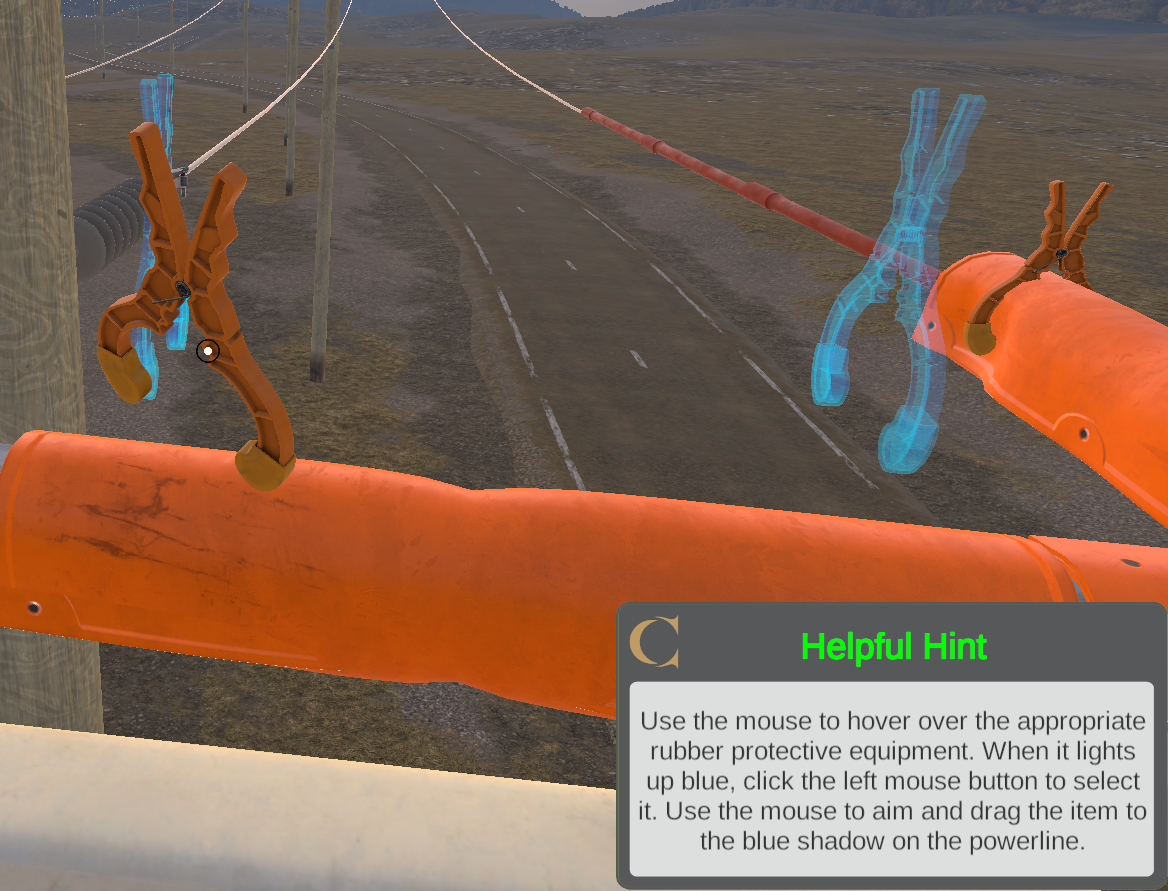 C
Helpful Hint
Use the mouse to hover over the appropriate
rubber protective equipment. When it lights
up blue, click the left mouse button to select
it. Use the mouse to aim and drag the item to
the blue shadow on the powerline.